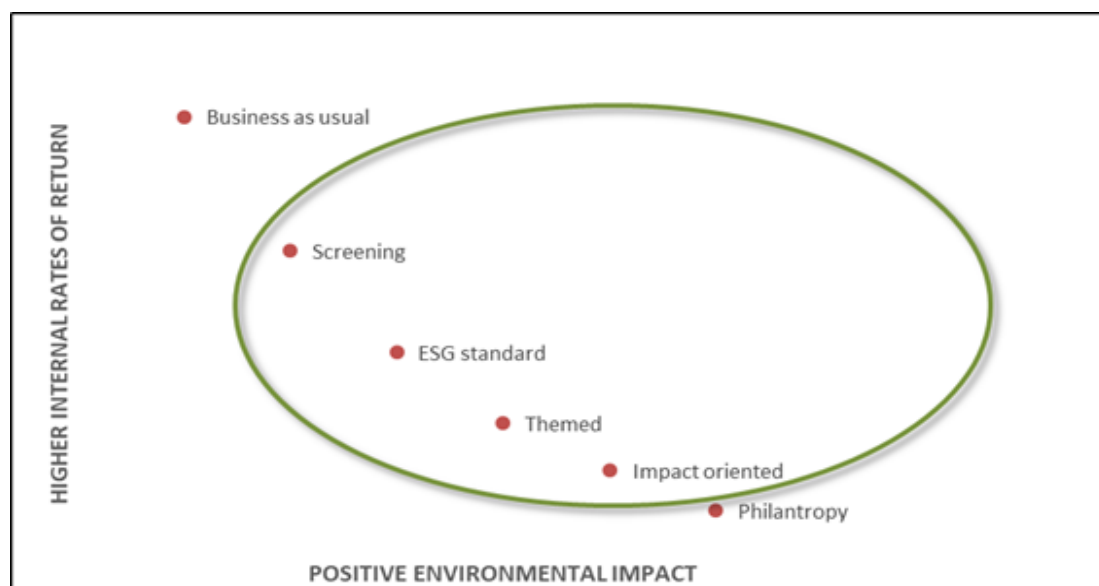 HIGHER INTERNAL RATES OF RETURN
Business as usual
Screening
ESG standard
Themed
Impact oriented
Philantropy
POSITIVE ENVIRONMENTAL IMPACT